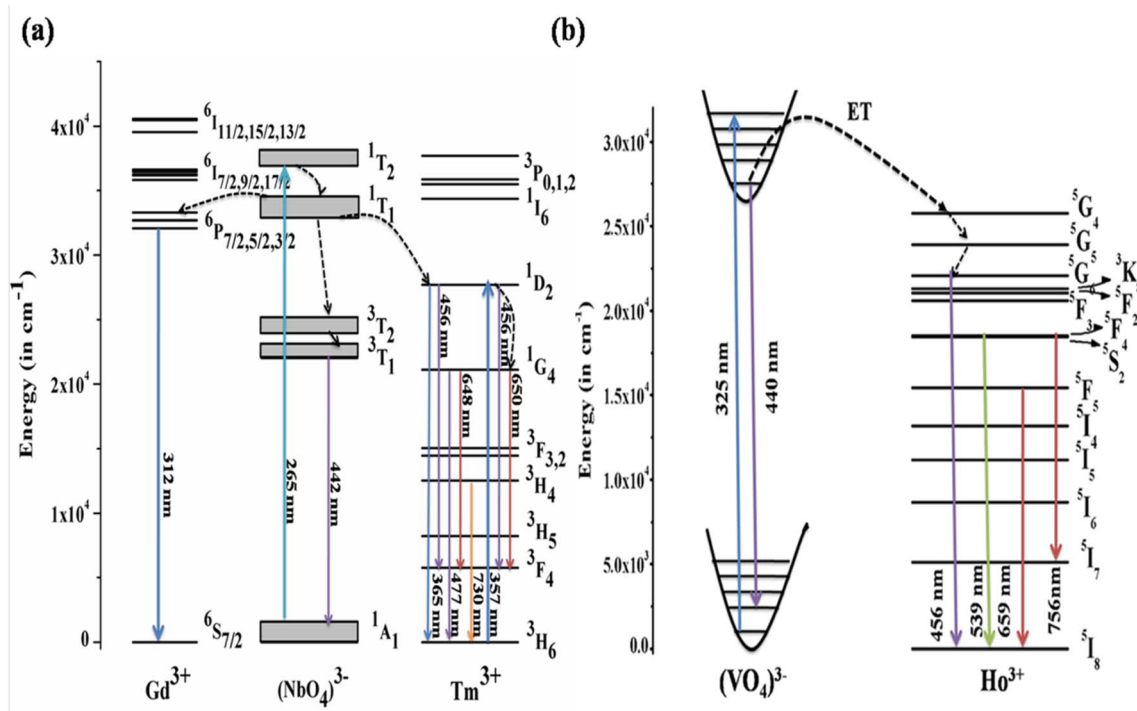 (a)
(b)
Energy (in cm⁻¹)
4x10⁴
3x10⁴
2x10⁴
1x10⁴
0
⁶I₁₁/₂,₁₅/₂,₁₃/₂
⁶I₇/₂,₉/₂,₁₇/₂
⁶P₇/₂,₅/₂,₃/₂
312 nm
⁶S₇/₂
Gd³⁺
¹T₂
¹T₁
³T₂
³T₁
265 nm
442 nm
¹A₁
(NbO₄)³⁻
³P₀,₁,₂
¹I₆
¹D₂
456 nm
456 nm
¹G₄
648 nm
650 nm
³F₃,₂
³H₄
³H₅
³F₄
365 nm
477 nm
730 nm
357 nm
³H₆
Tm³⁺
Energy (in cm⁻¹)
3.0x10⁴
2.5x10⁴
2.0x10⁴
1.5x10⁴
1.0x10⁴
5.0x10³
0.0
ET
325 nm
440 nm
(VO₄)³⁻
⁵G₄
⁵G₅
⁵G₆
³K
⁵F₂
⁵F₃
⁵F₄
⁵S₂
⁵F₅
⁵I₄
⁵I₅
⁵I₆
⁵I₇
456 nm
539 nm
659 nm
756nm
⁵I₈
Ho³⁺